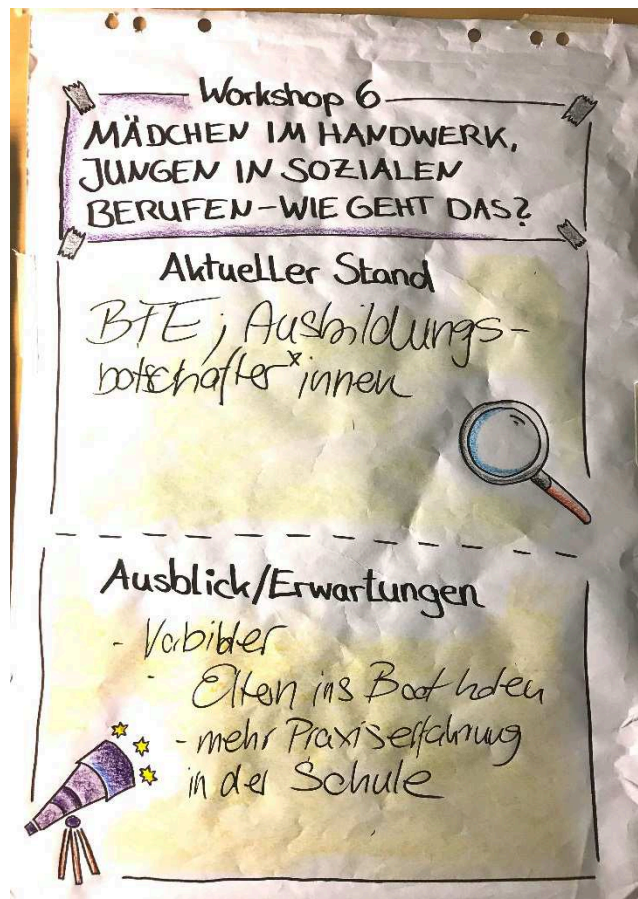 Workshop 6
MÄDCHEN IM HANDWERK,
JUNGEN IN SOZIALEN
BERUFEN-WIE GEHT DAS?
Aktueller Stand
BTE, Ausbildungs-
botschafter*innen
Ausblick/Erwartungen
- Vorbilder
- Eltern ins Boot holen
- mehr Praxiserfahrung
in der Schule